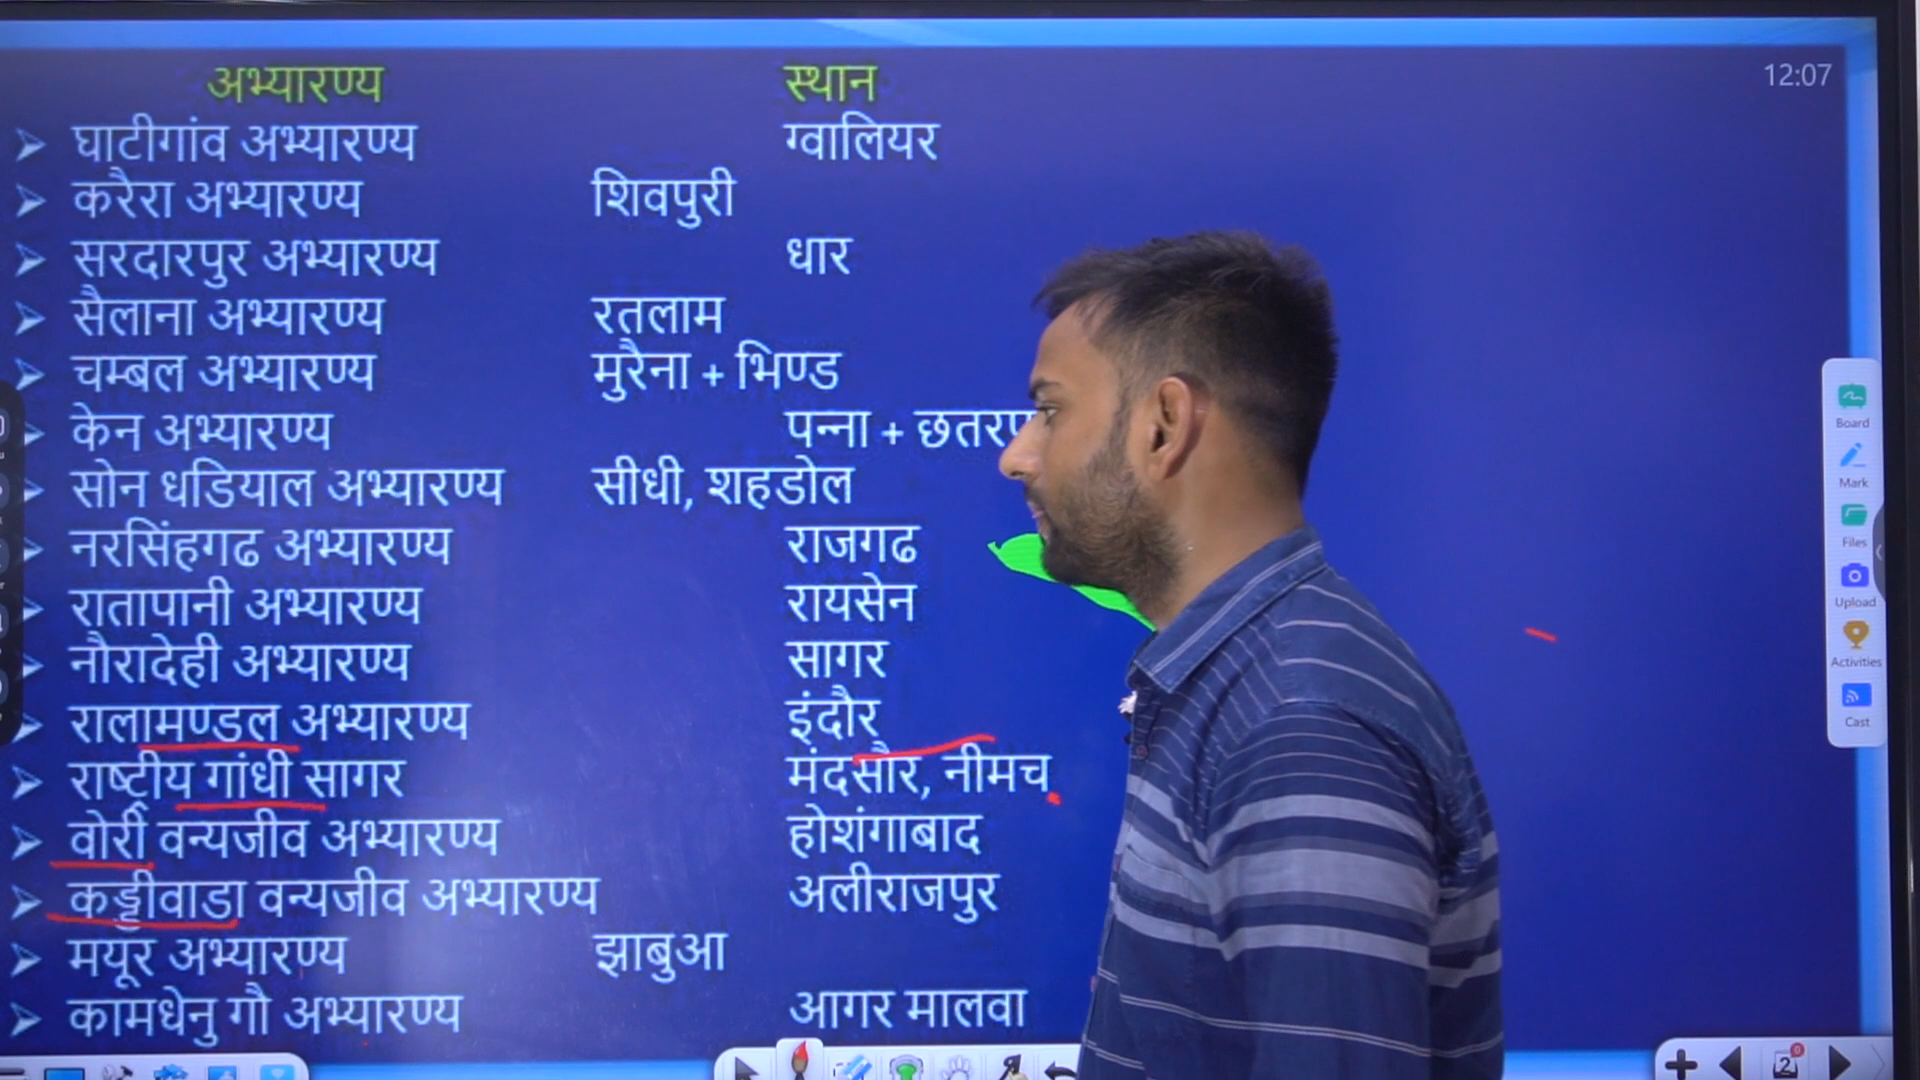 अभ्यारण्य स्थान
12:07
घाटीगांव अभ्यारण्य ग्वालियर
करैरा अभ्यारण्य शिवपुरी
सरदारपुर अभ्यारण्य धार
सैलाना अभ्यारण्य रतलाम
चम्बल अभ्यारण्य मुरैना + भिण्ड
केन अभ्यारण्य पन्ना +
सोन धडियाल अभ्यारण्य सीधी, शहडोल
नरसिंहगढ अभ्यारण्य राजगढ
रातापानी अभ्यारण्य रायसेन
नौरादेही अभ्यारण्य सागर
रालामण्डल अभ्यारण्य इंदौर
राष्ट्रीय गांधी सागर मंदसौर, नीमच
वोरी वन्यजीव अभ्यारण्य होशंगाबाद
कड्डीवाडा वन्यजीव अभ्यारण्य अलीराजपुर
मयूर अभ्यारण्य झाबुआ
कामधेनु गौ अभ्यारण्य आगर मालवा
Board
Mark
Files
Upload
Activities
Cast
2